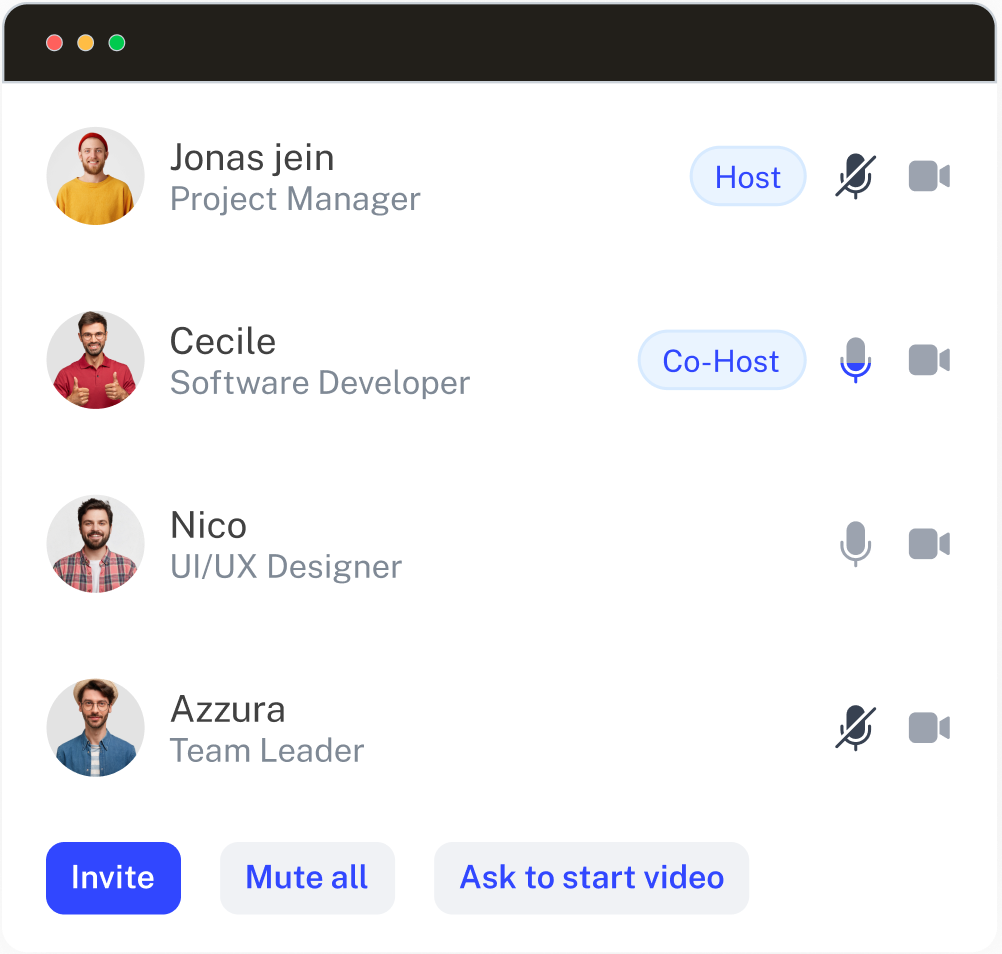 Jonas jein
Project Manager
Host
Cecile
Software Developer
Co-Host
Nico
UI/UX Designer
Azzura
Team Leader
Invite
Mute all
Ask to start video